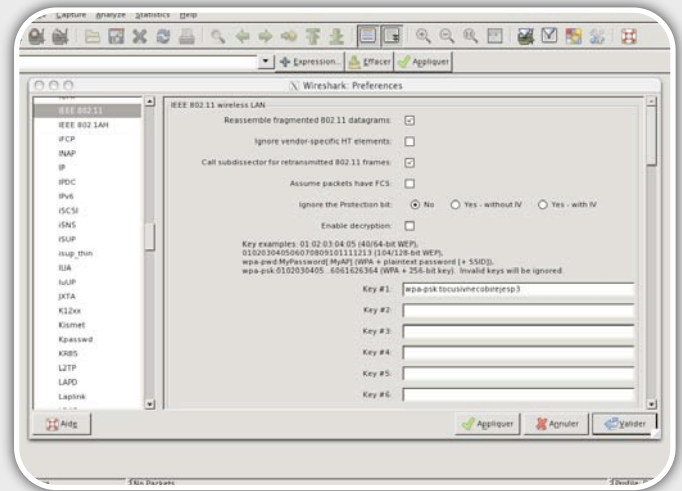 Capture Analyze Statistics Help
Expression... Effacer Appliquer
Wireshark: Preferences
IEEE 802.11
IEEE 802.1AH
iFCP
INAP
IP
IPDC
IPv6
iSCSI
iSNS
ISUP
isup_thin
IUA
IuUP
JXTA
K12xx
Kismet
Kpasswd
KRB5
L2TP
LAPD
Laplink
IEEE 802.11 wireless LAN
Reassemble fragmented 802.11 datagrams:
Ignore vendor-specific HT elements:
Call subdissector for retransmitted 802.11 frames:
Assume packets have FCS:
Ignore the Protection bit: No Yes - without IV Yes - with IV
Enable decryption:
Key examples: 01:02:03:04:05 (40/64-bit WEP),
010203040506070809101111213 (104/128-bit WEP),
wpa-pwd:MyPassword[:MyAP] (WPA + plaintext password [+ SSID]),
wpa-psk:0102030405...6061626364 (WPA + 256-bit key). Invalid keys will be ignored.
Key #1: wpa-psk:tocusivnecobirejesp3
Key #2:
Key #3:
Key #4:
Key #5:
Key #6:
Aide Appliquer Annuler Valider
No Packets